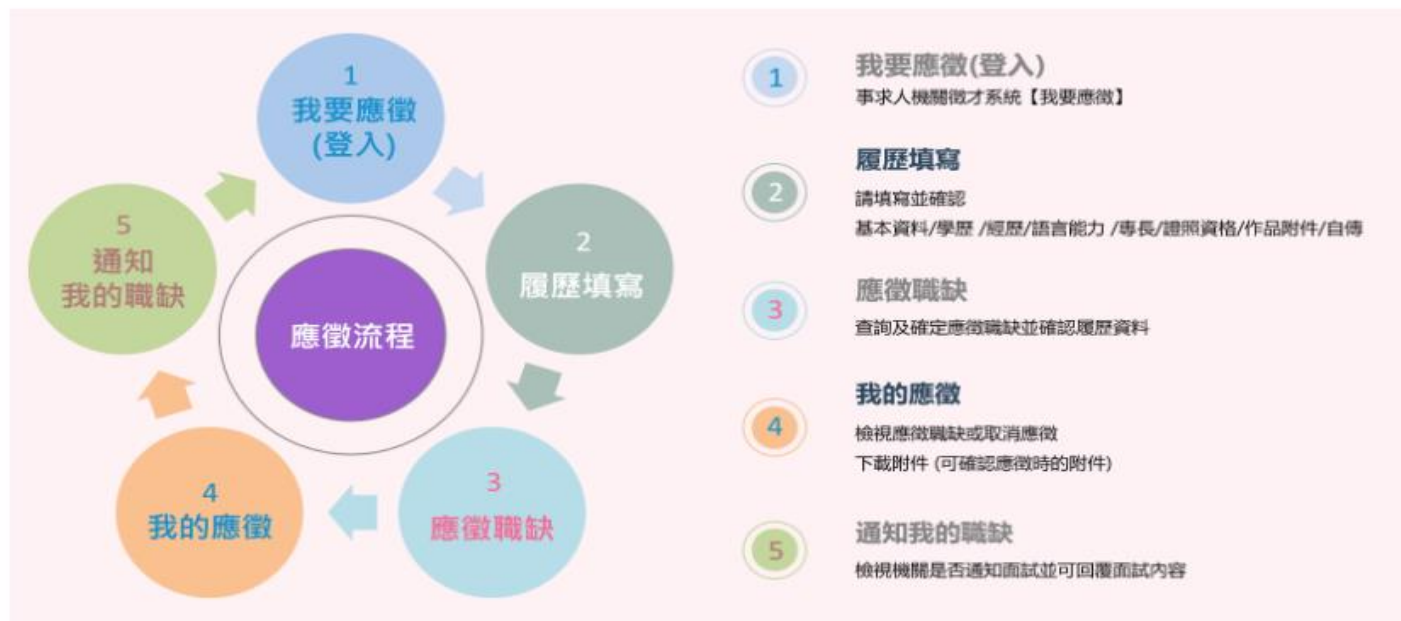 1
我要應徵
(登入)
2
履歷填寫
3
應徵職缺
4
我的應徵
5
通知
我的職缺
應徵流程
1
我要應徵(登入)
事求人機關徵才系統【我要應徵】
2
履歷填寫
請填寫並確認
基本資料/學歷 /經歷/語言能力 /專長/證照資格/作品附件/自傳
3
應徵職缺
查詢及確定應徵職缺並確認履歷資料
4
我的應徵
檢視應徵職缺或取消應徵
下載附件 (可確認應徵時的附件)
5
通知我的職缺
檢視機關是否通知面試並可回覆面試內容